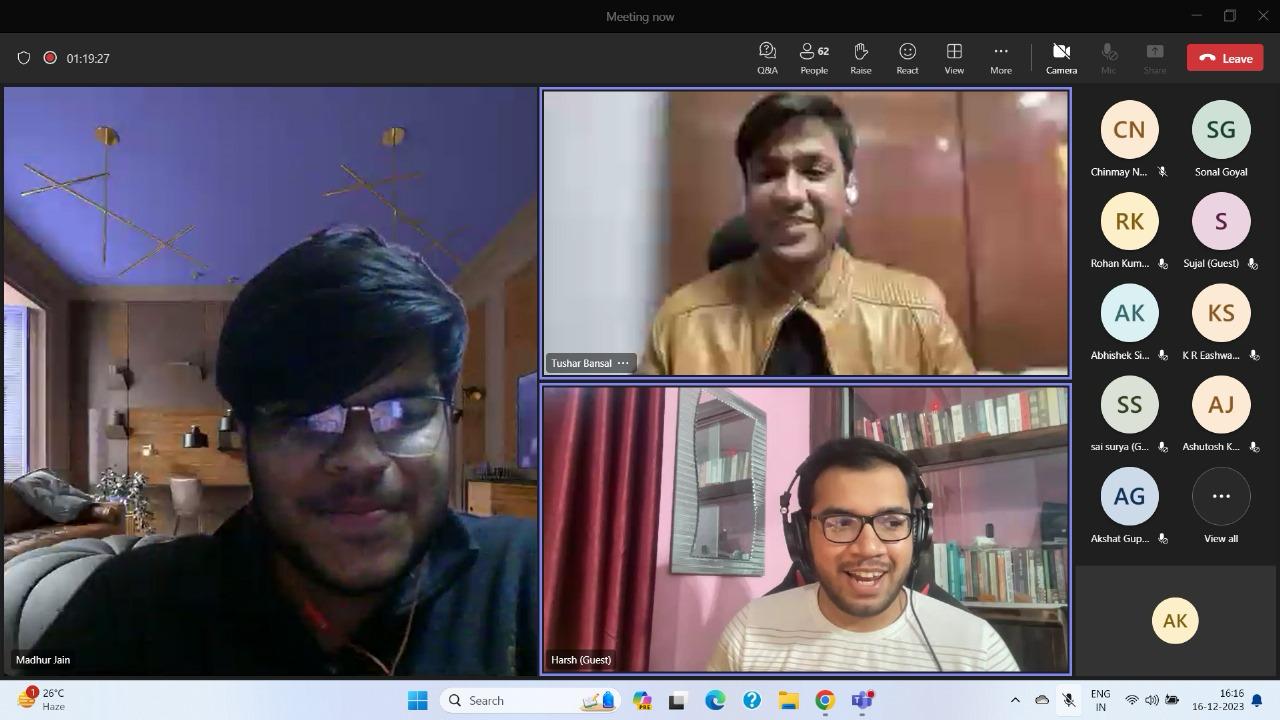 Meeting now
01:19:27
Q&A
62
People
Raise
React
View
More
Camera
Mic
Share
Leave
CN
Chinmay N...
SG
Sonal Goyal
RK
Rohan Kum...
S
Sujal (Guest)
AK
Abhishek Si...
KS
K R Eashwa...
SS
sai surya (G...
AJ
Ashutosh K...
AG
Akshat Gup...
...
View all
AK
Tushar Bansal ...
Madhur Jain
Harsh (Guest)
1
26°C
Haze
Search
PRE
ENG
IN
16:16
16-12-2023